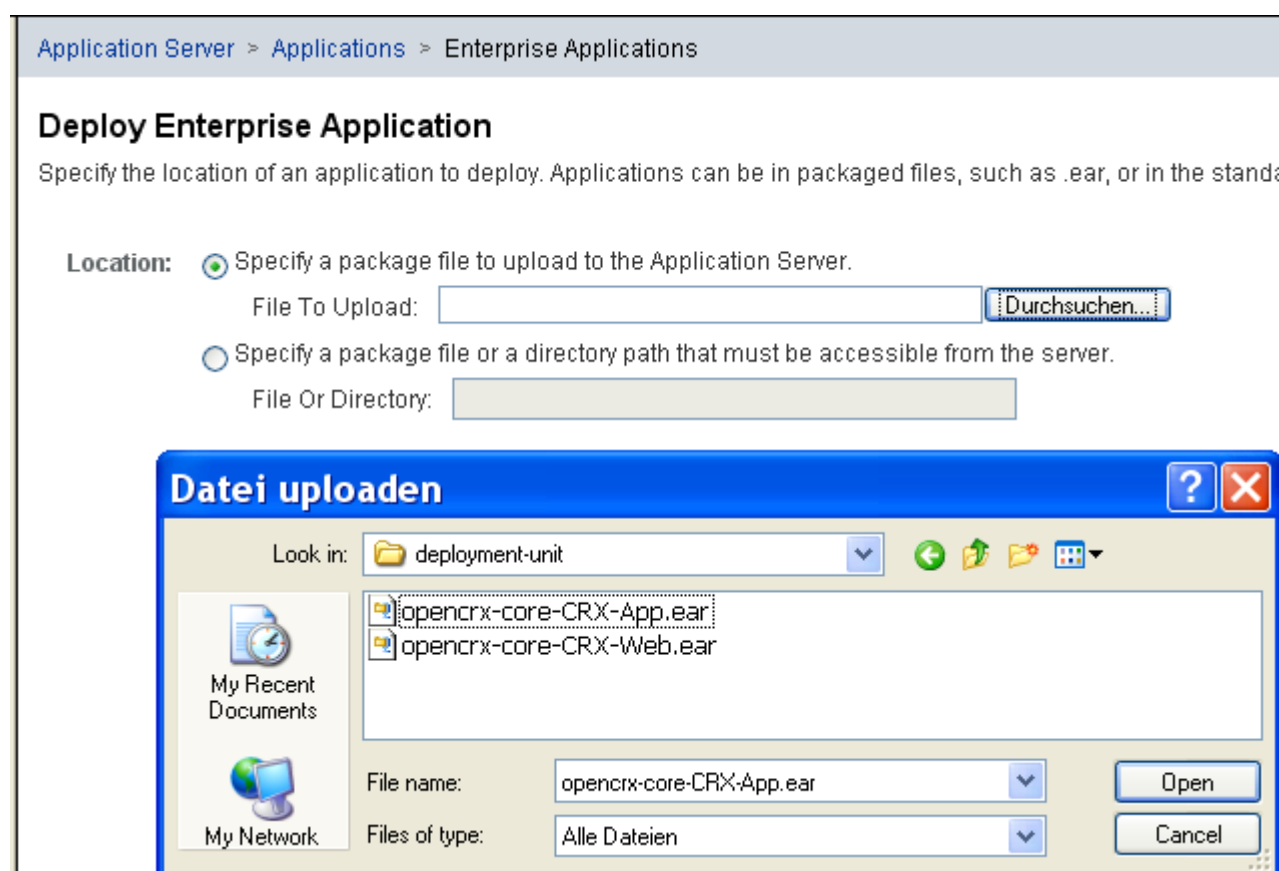 Application Server > Applications > Enterprise Applications
Deploy Enterprise Application
Specify the location of an application to deploy. Applications can be in packaged files, such as .ear, or in the standa
Location: Specify a package file to upload to the Application Server.
File To Upload: Durchsuchen...
Specify a package file or a directory path that must be accessible from the server.
File Or Directory:
Datei uploaden
Look in: deployment-unit
opencrx-core-CRX-App.ear
opencrx-core-CRX-Web.ear
My Recent
Documents
File name: opencrx-core-CRX-App.ear Open
My Network Files of type: Alle Dateien Cancel